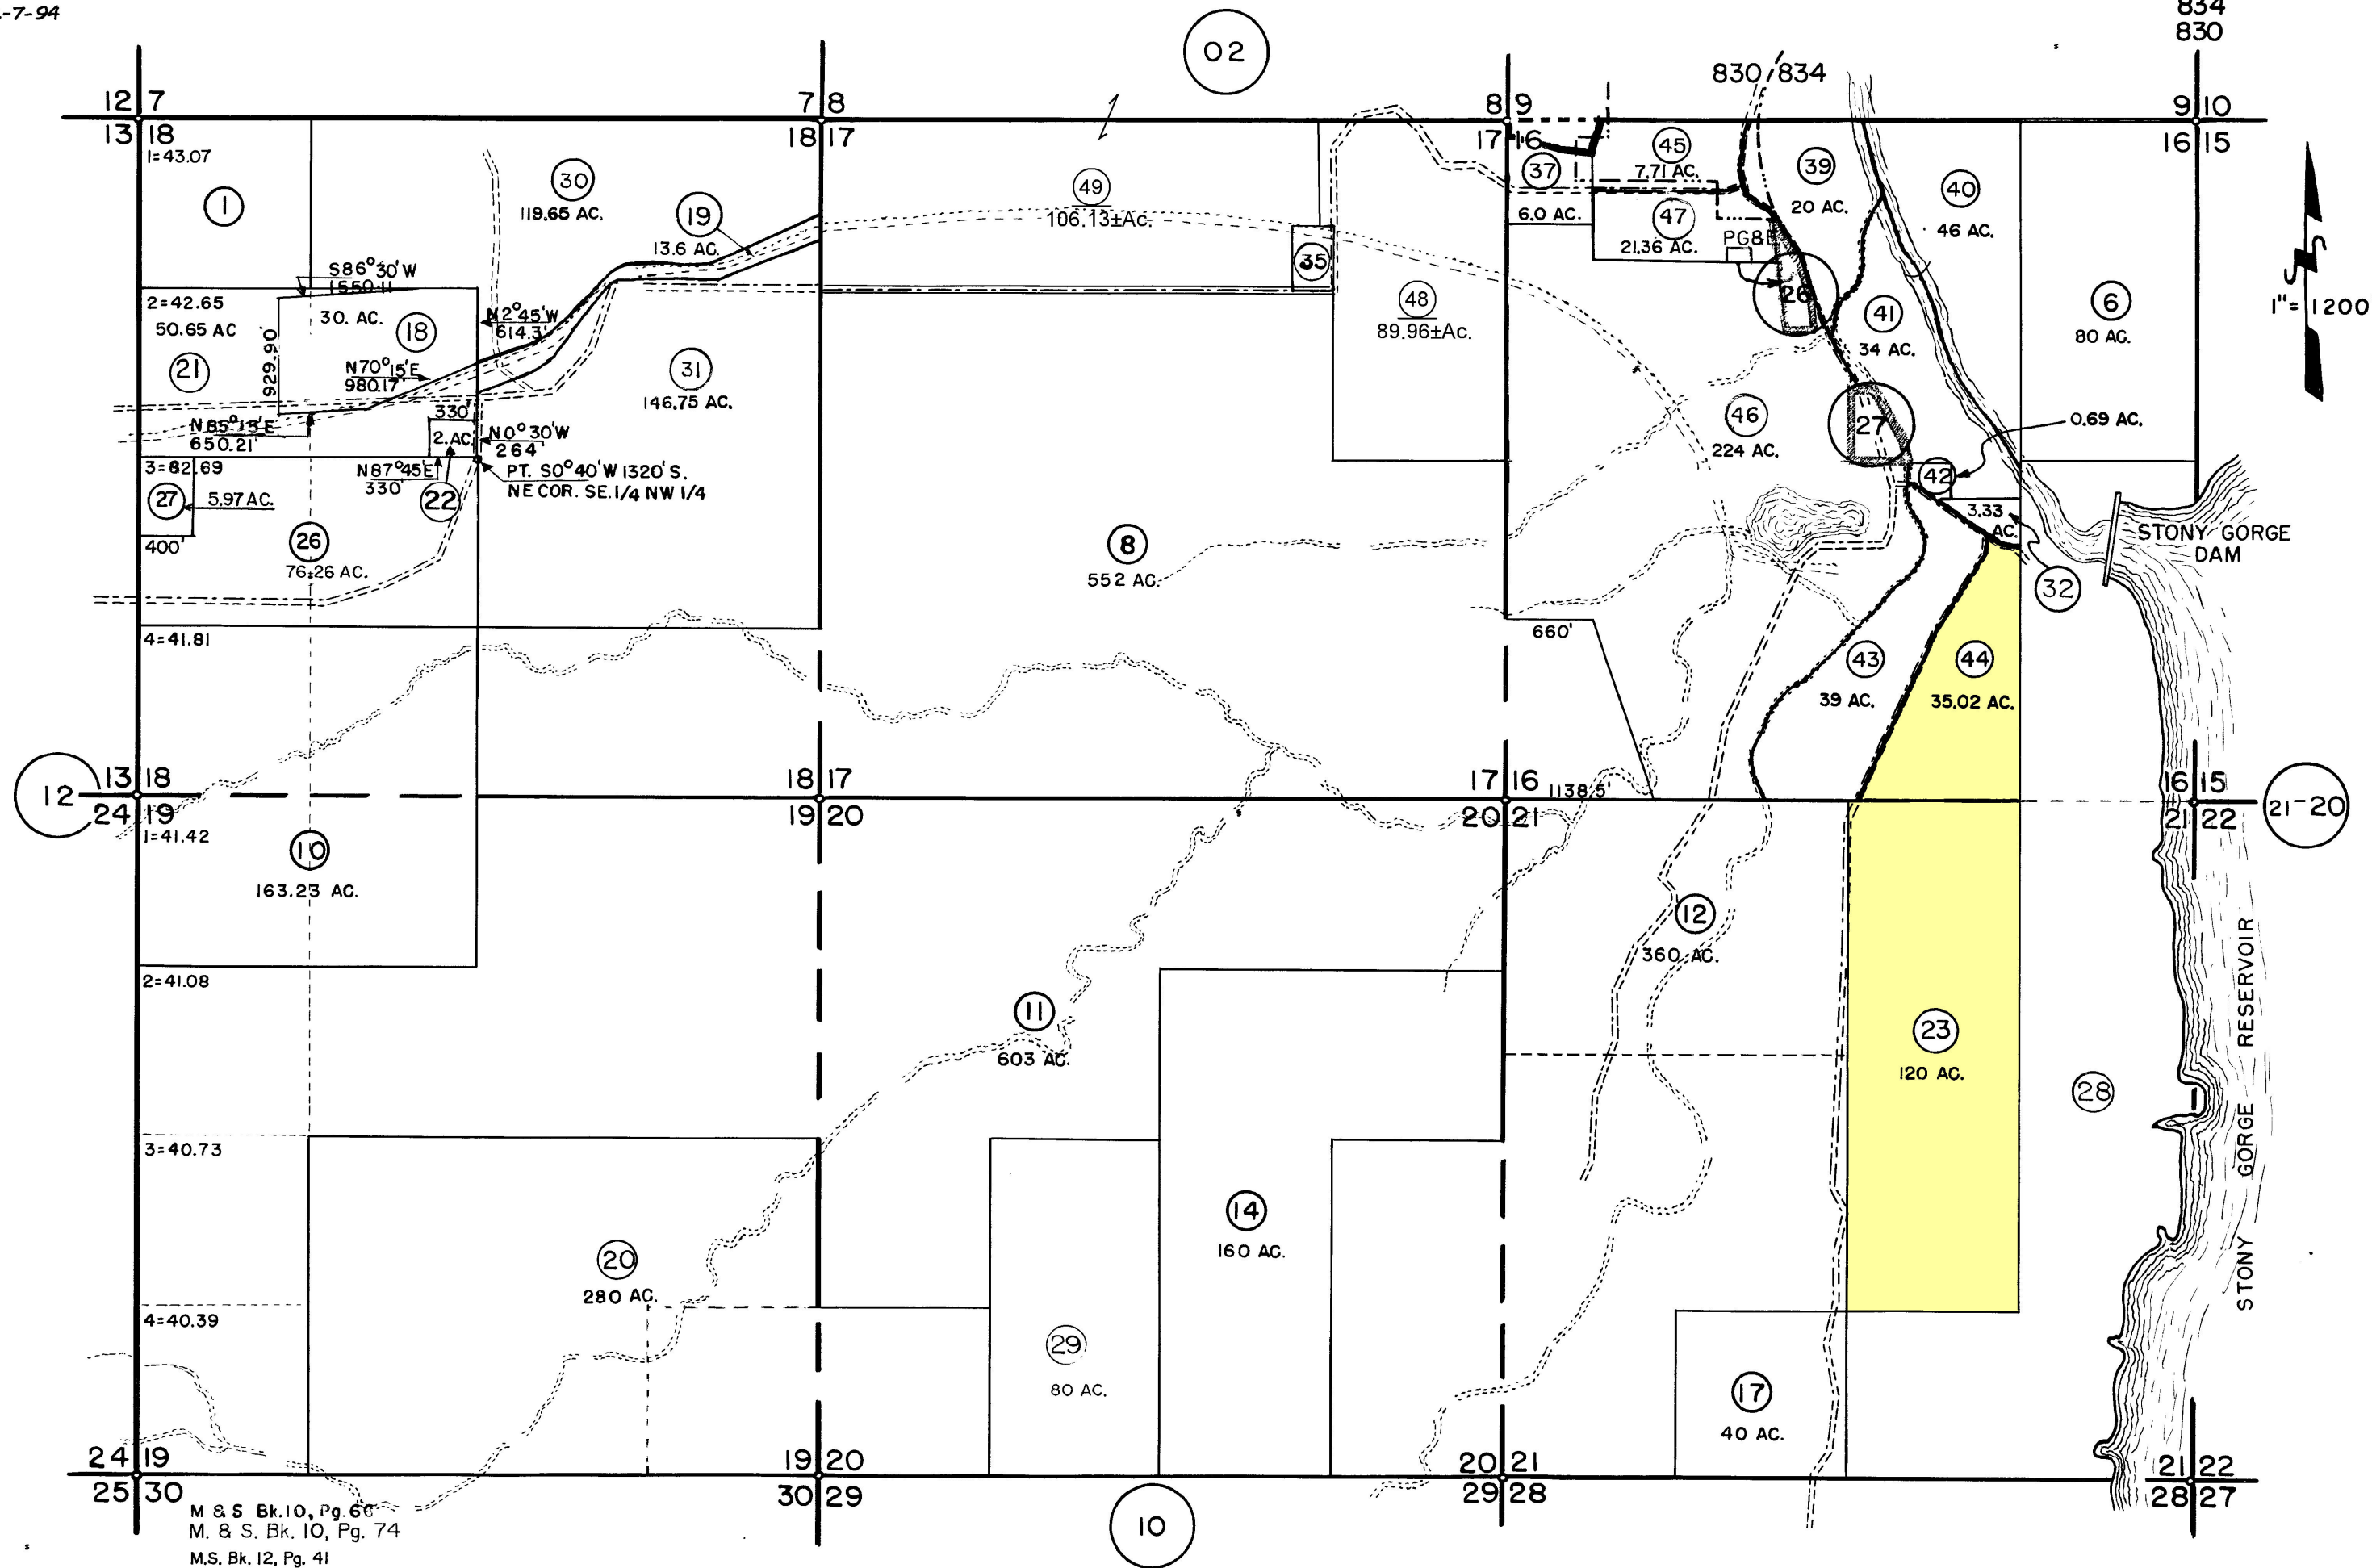 -7-94
834
830
02
830/834
12 7
13 18
7 8
18 17
8 9
17 16
9 10
16 15
1=43.07
1
30
119.65 AC.
19
13.6 AC.
49
106.13±Ac.
35
37
6.0 AC.
45
7.71 AC.
47
21.36 AC.
PG&E
39
20 AC.
40
46 AC.
1"= 1200
S86°30'W
1550.11
2=42.65
50.65 AC
30. AC.
18
21
929.90'
N2°45'W
614.3'
N70°15'E
980.17'
31
146.75 AC.
48
89.96±Ac.
26
41
34 AC.
6
80 AC.
N85°15'E
650.21'
330'
2. AC.
N0°30'W
264'
N87°45'E
330'
22
PT. S0°40'W 1320' S.
NE COR. SE.1/4 NW 1/4
46
224 AC.
27
0.69 AC.
42
3=82.69
27
5.97 AC.
400'
26
76±26 AC.
8
552 AC.
3.33
AC.
32
STONY GORGE
DAM
4=41.81
660'
43
39 AC.
44
35.02 AC.
12
13 18
24 19
18 17
19 20
17 16
20 21
1138.5'
16 15
21 22
21-20
1=41.42
10
163.23 AC.
12
360 AC.
2=41.08
11
603 AC.
23
120 AC.
28
STONY GORGE RESERVOIR
3=40.73
14
160 AC.
20
280 AC.
4=40.39
29
80 AC.
17
40 AC.
24 19
25 30
19 20
30 29
20 21
29 28
21 22
28 27
M & S Bk.10, Pg.66
M. & S. Bk. 10, Pg. 74
M.S. Bk. 12, Pg. 41
10